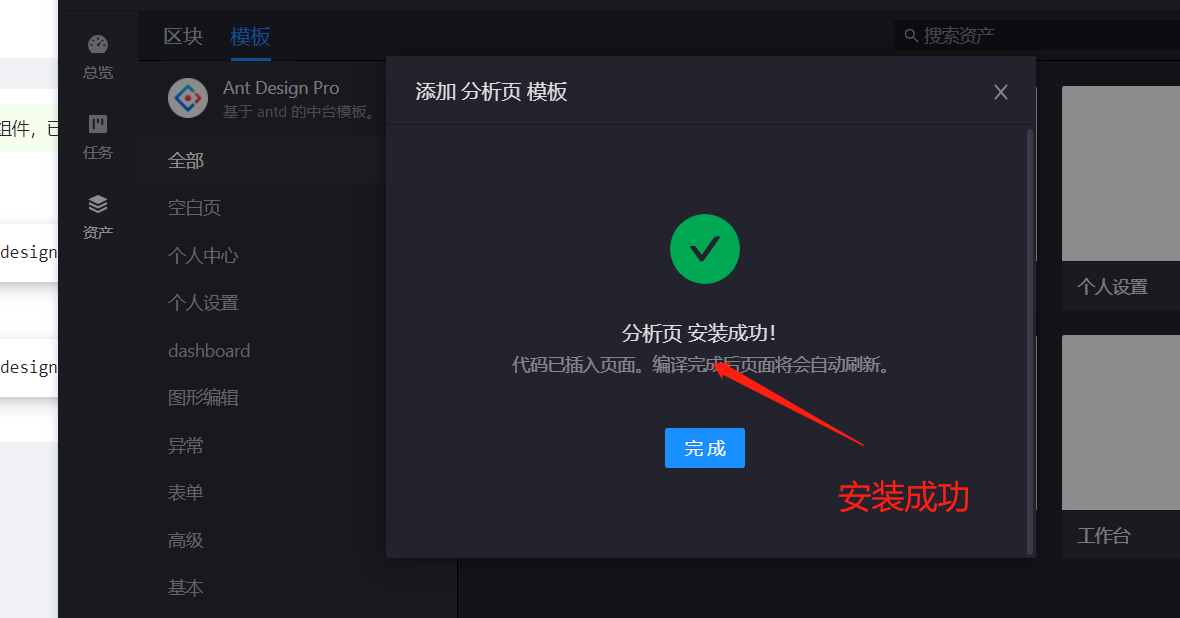 区块
模板
搜索资产
总览
任务
资产
组件，已
design
design
Ant Design Pro
基于 antd 的中台模板。
全部
空白页
个人中心
个人设置
dashboard
图形编辑
异常
表单
高级
基本
添加 分析页 模板
分析页 安装成功！
代码已插入页面。编译完成后页面将会自动刷新。
完成
安装成功
个人设置
工作台